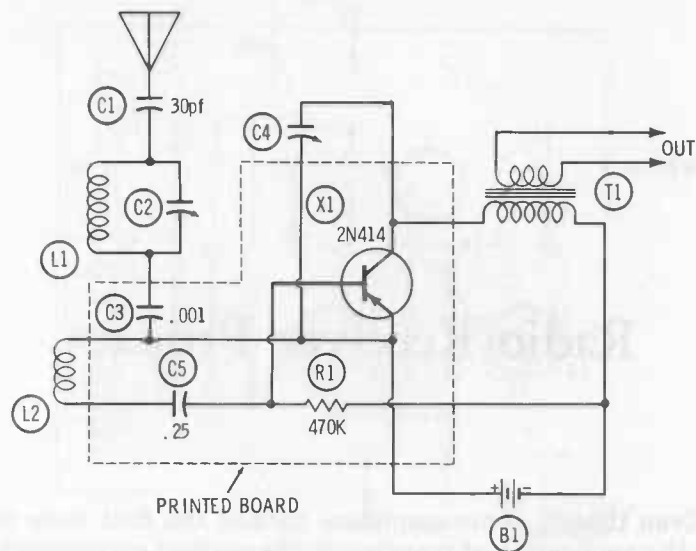 C1 30pf
C4
OUT
C2
X1
T1
2N414
L1
C3 .001
C5
R1
L2
.25
470K
PRINTED BOARD
+ -
B1